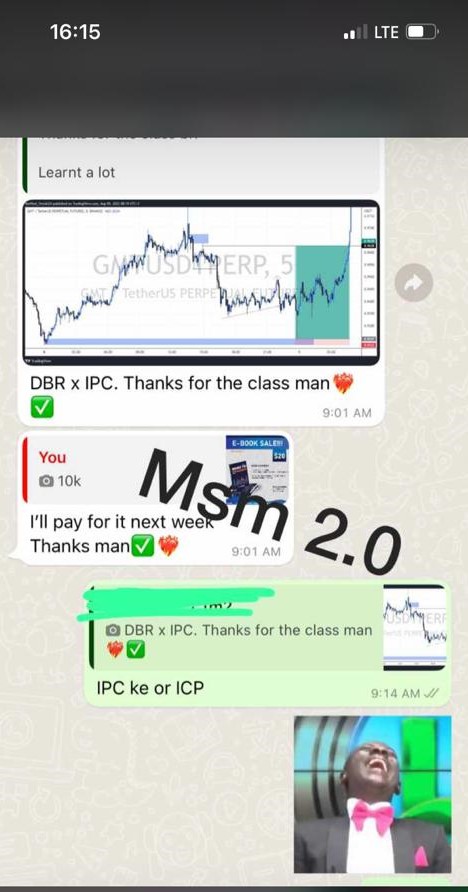 16:15
LTE
Learnt a lot
GMTUSDTPERP, 5
GMT / TetherUS PERPETUAL FUTURES
DBR x IPC. Thanks for the class man❤️‍🔥
✅
9:01 AM
You
E-BOOK SALE!!!
$20
📷 10k
I’ll pay for it next week
Thanks man✅ ❤️‍🔥
9:01 AM
Msm 2.0
📷 DBR x IPC. Thanks for the class man
❤️‍🔥 ✅
IPC ke or ICP
9:14 AM